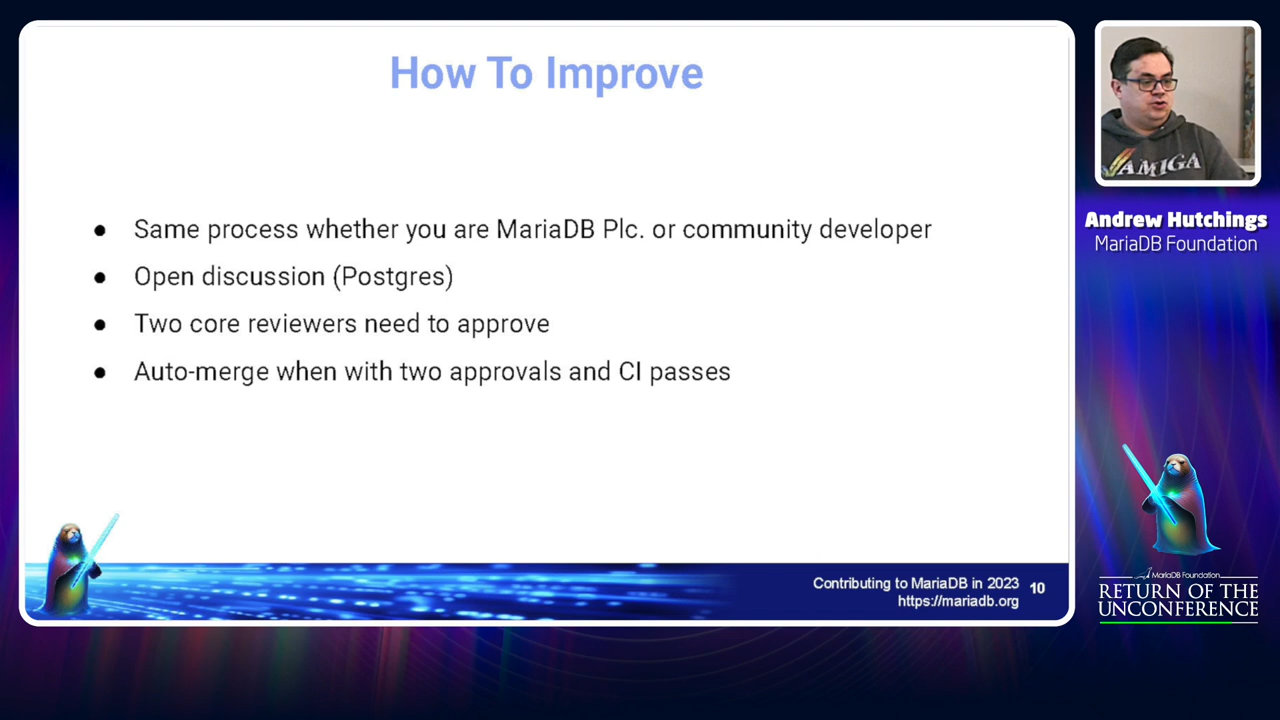 How To Improve
● Same process whether you are MariaDB Plc. or community developer
● Open discussion (Postgres)
● Two core reviewers need to approve
● Auto-merge when with two approvals and CI passes
Contributing to MariaDB in 2023
https://mariadb.org
10
AMIGA
Andrew Hutchings
MariaDB Foundation
MariaDB Foundation
RETURN OF THE
UNCONFERENCE